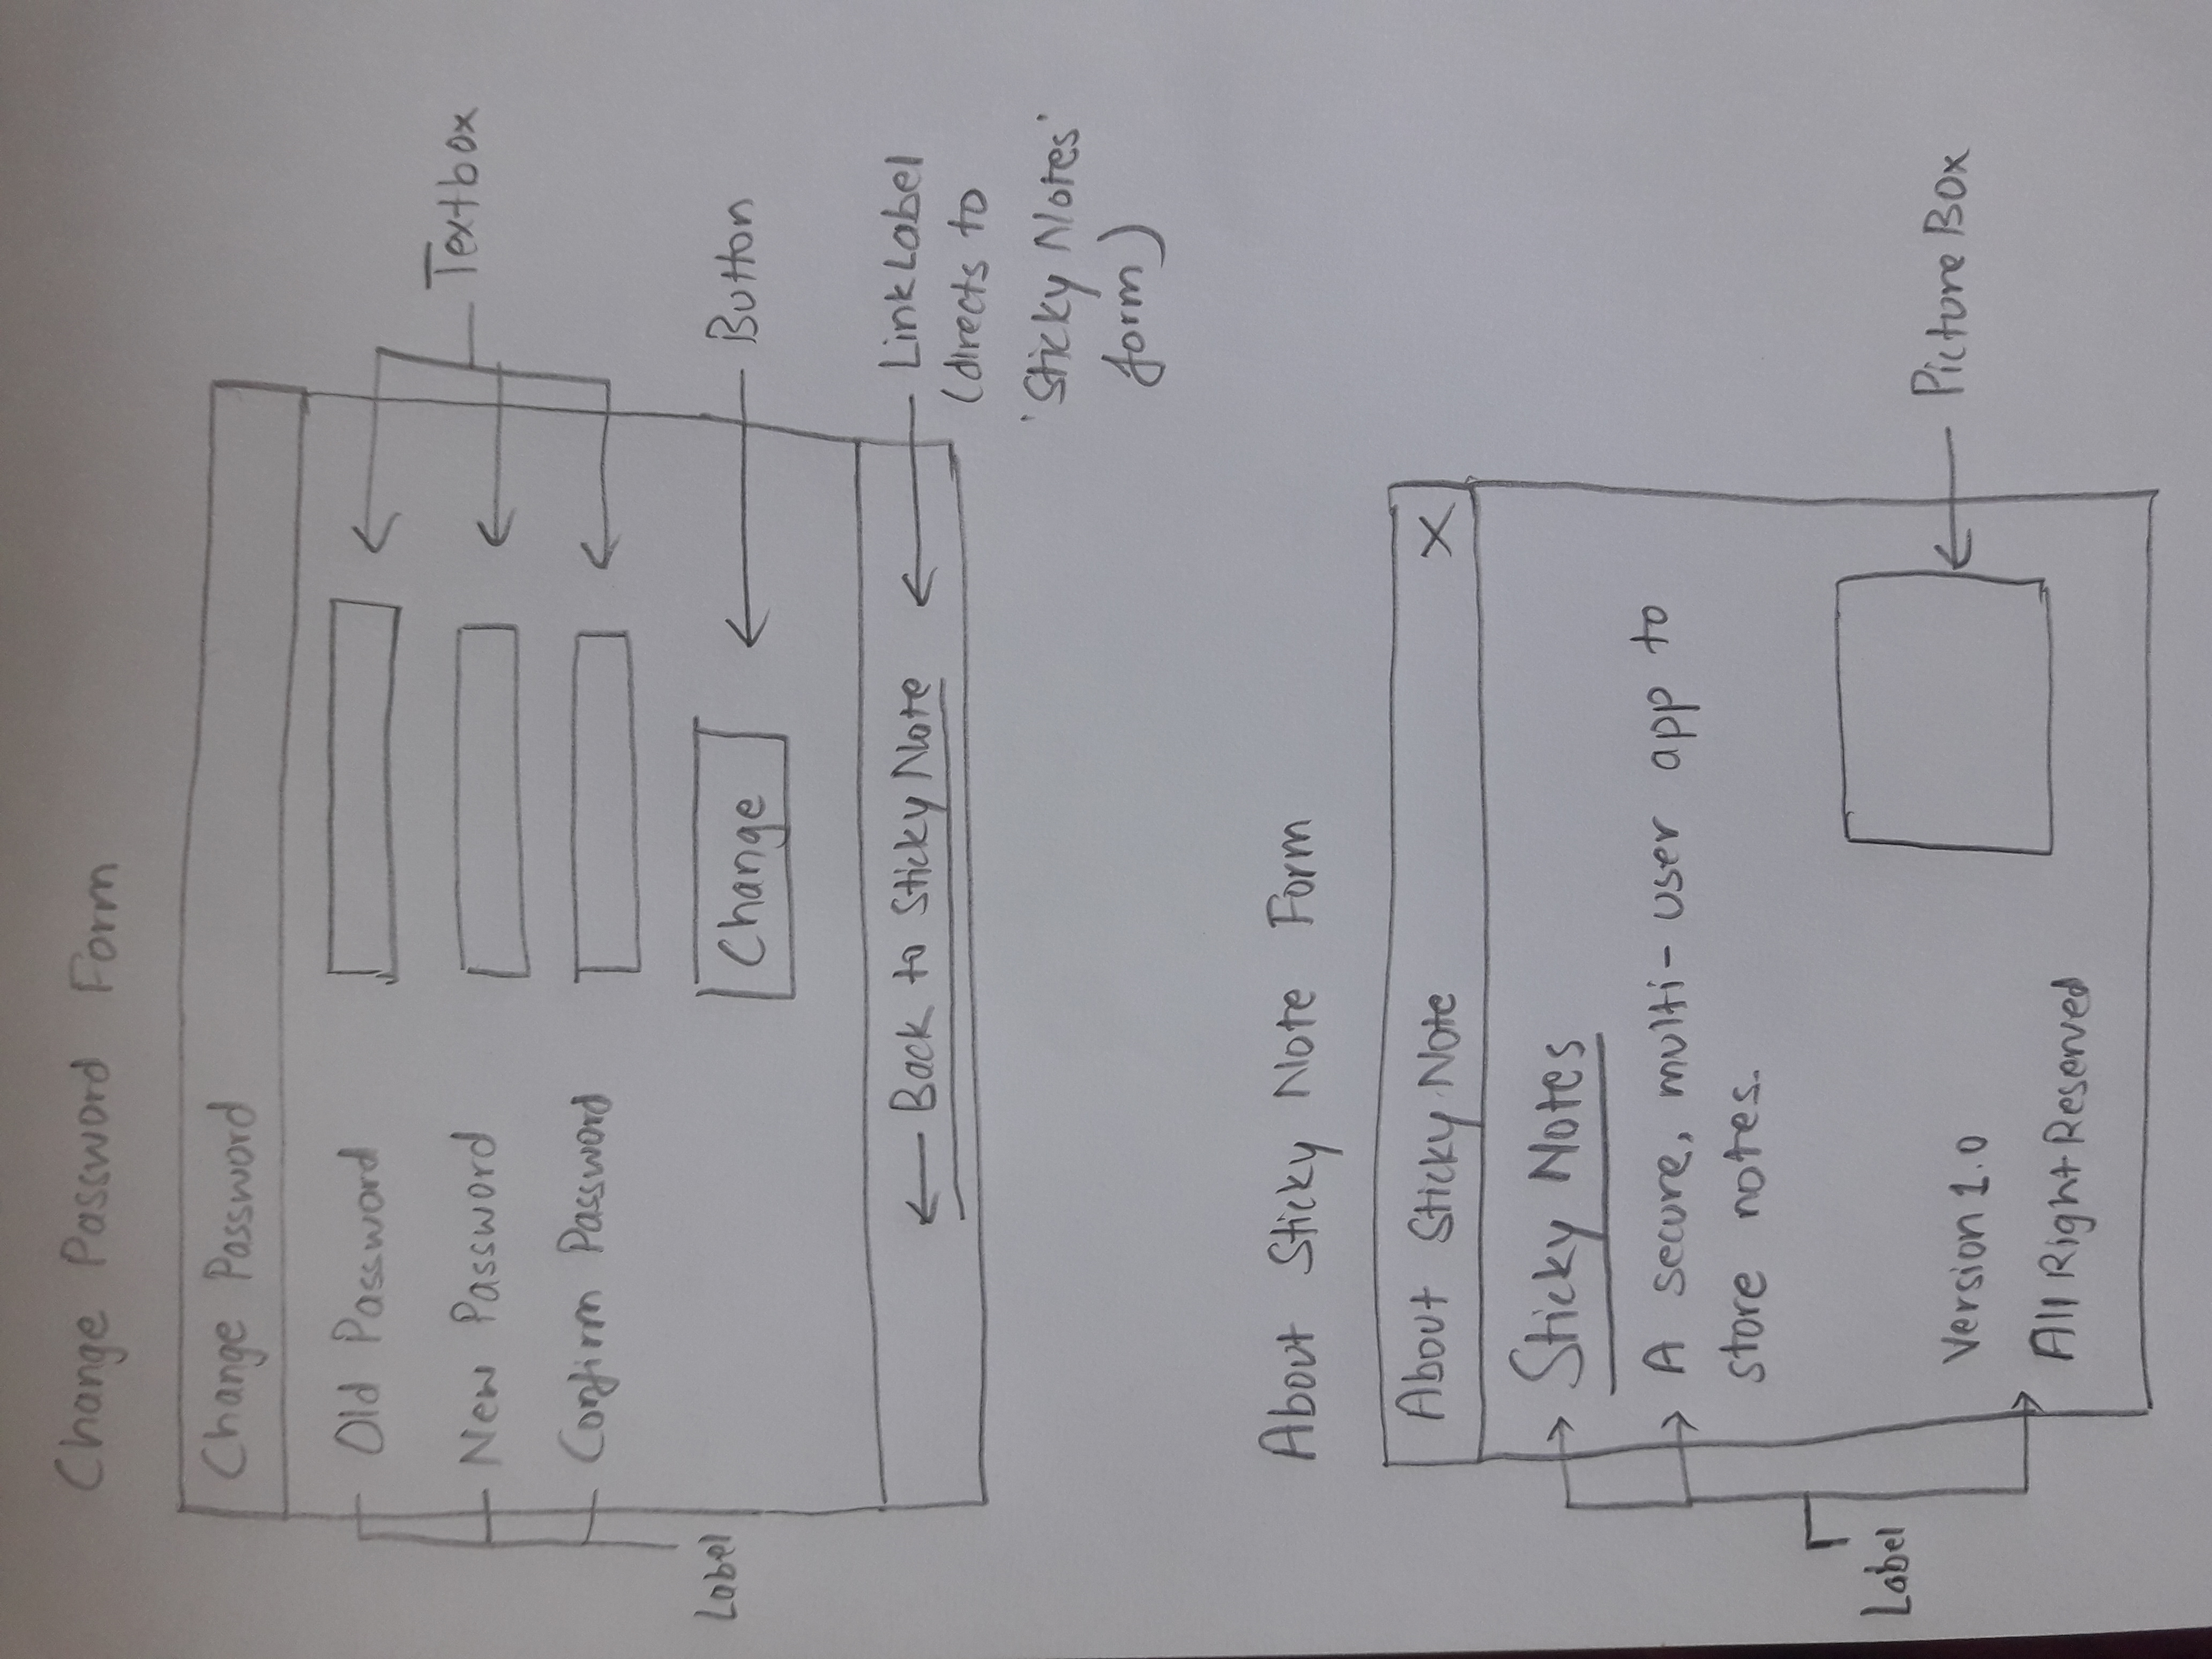 Change Password Form
Change Password
Old Password
Textbox
New Password
Confirm Password
Label
Change
Button
← Back to Sticky Note
LinkLabel
(directs to
'Sticky Notes'
form)
About Sticky Note Form
About Sticky Note X
Sticky Notes
A secure, multi-user app to
store notes.
Label
Version 1.0
Picture Box
All Right Reserved